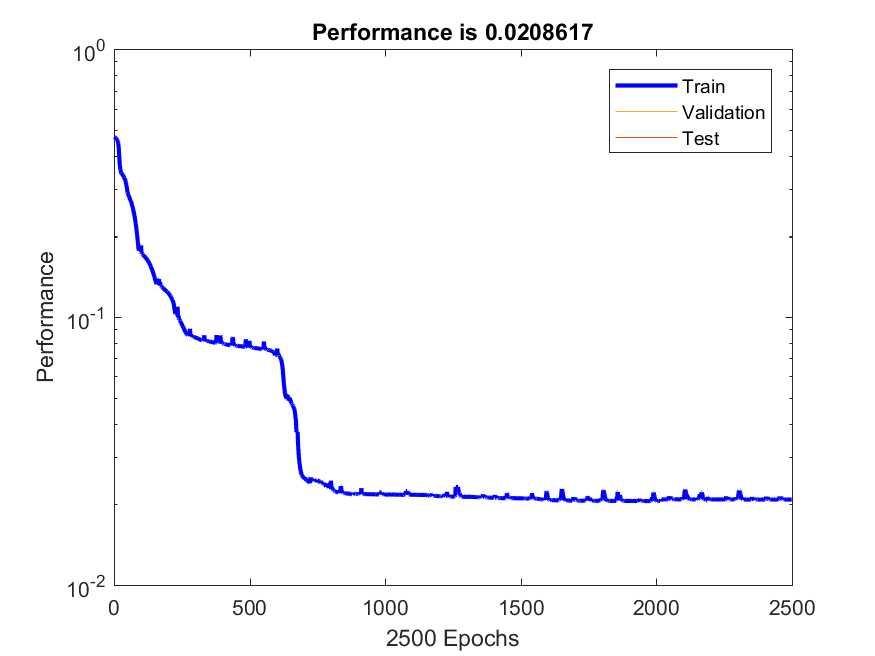 Performance is 0.0208617
Train
Validation
Test
Performance
10^0
10^-1
10^-2
0 500 1000 1500 2000 2500
2500 Epochs